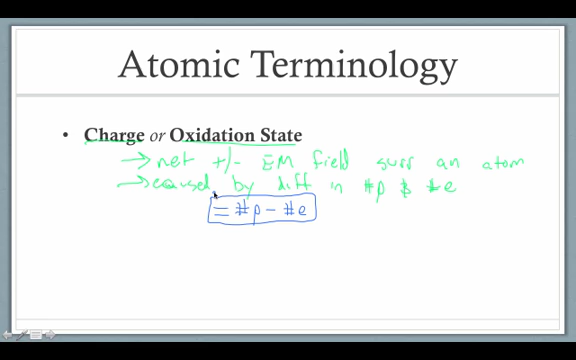 Atomic Terminology
• Charge or Oxidation State
→ net +/- EM field surr an atom
→ caused by diff in #p & #e
= #p - #e